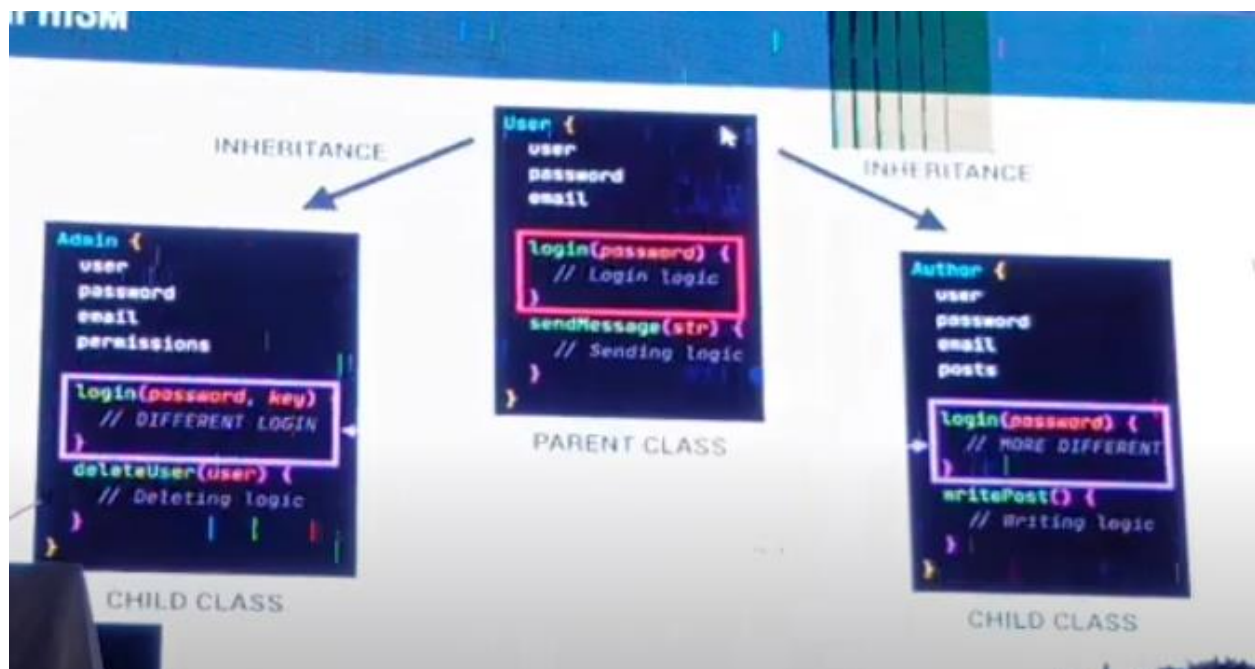 PHISM
INHERITANCE
INHERITANCE
User {
user
password
email
login(password) {
// Login logic
}
sendMessage(str) {
// Sending logic
}
}
PARENT CLASS
Admin {
user
password
email
permissions
login(password, key)
// DIFFERENT LOGIN
}
deleteUser(user) {
// Deleting logic
}
}
CHILD CLASS
Author {
user
password
email
posts
login(password) {
// MORE DIFFERENT
}
writePost() {
// Writing logic
}
}
CHILD CLASS